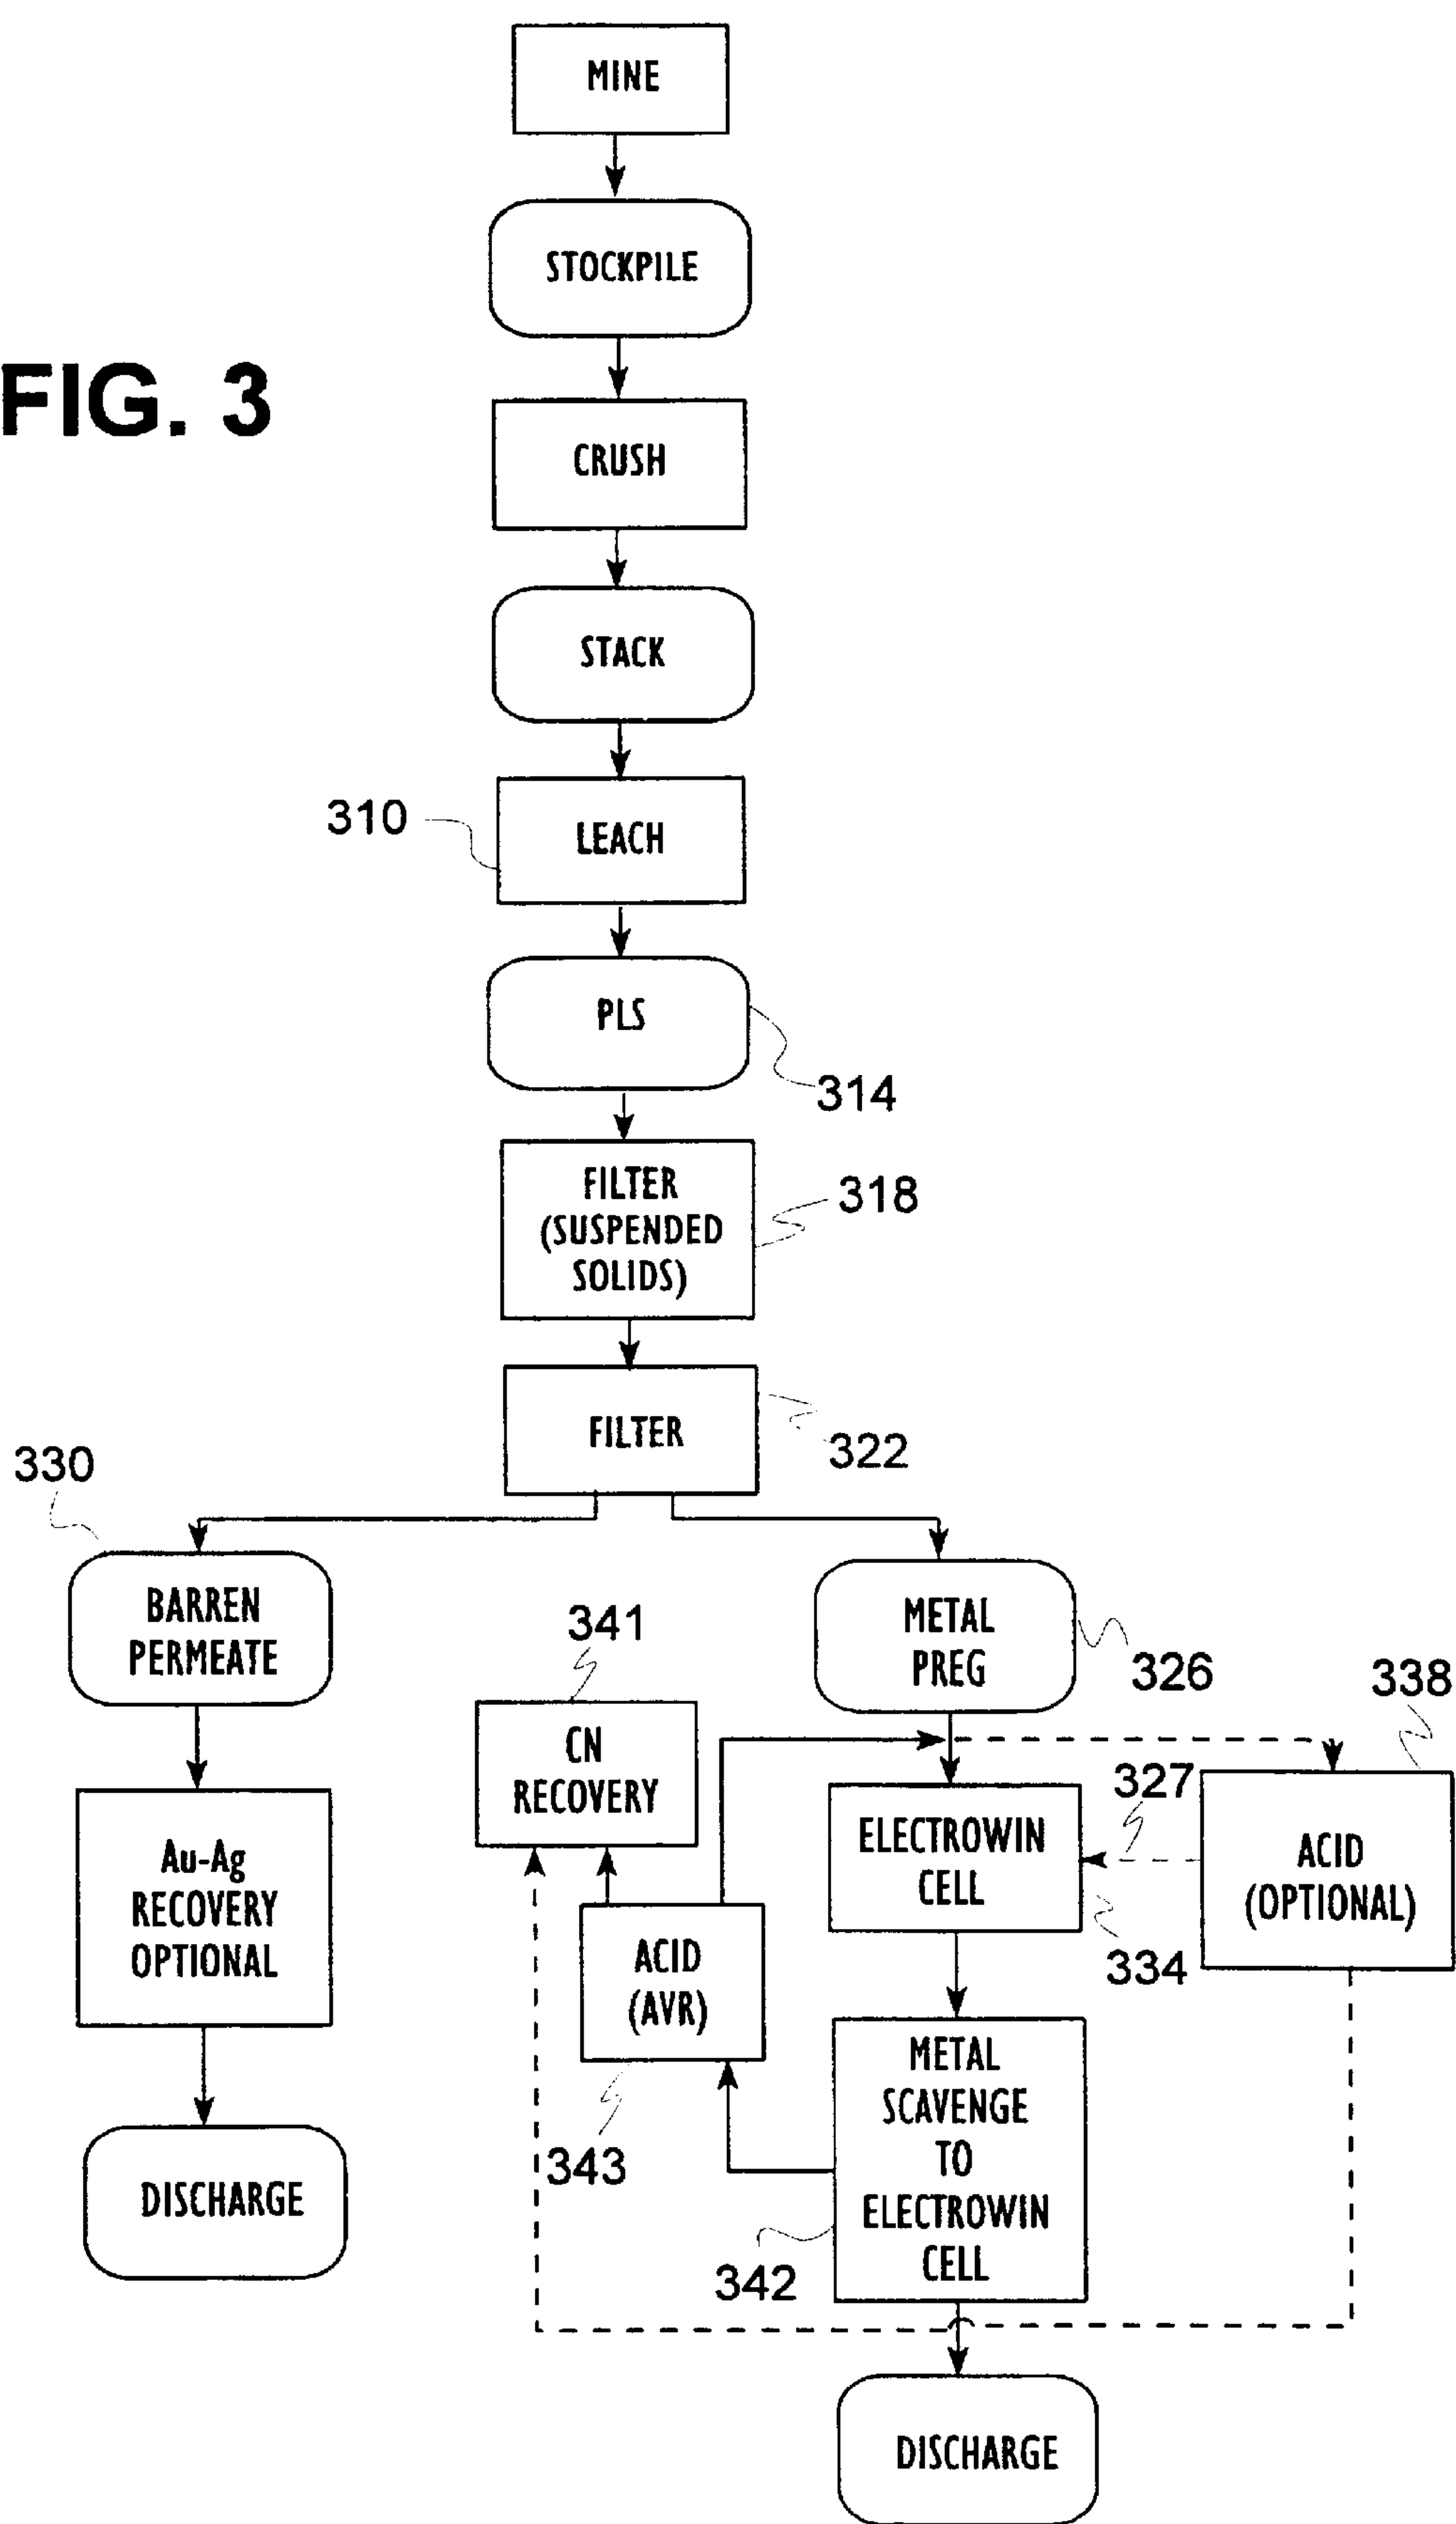 MINE
STOCKPILE
FIG. 3
CRUSH
STACK
310
LEACH
PLS
314
FILTER
(SUSPENDED
SOLIDS)
318
FILTER
322
330
BARREN
PERMEATE
METAL
PREG
326
341
338
CN
RECOVERY
327
ELECTROWIN
CELL
ACID
(OPTIONAL)
334
Au-Ag
RECOVERY
OPTIONAL
ACID
(AVR)
343
METAL
SCAVENGE
TO
ELECTROWIN
CELL
342
DISCHARGE
DISCHARGE